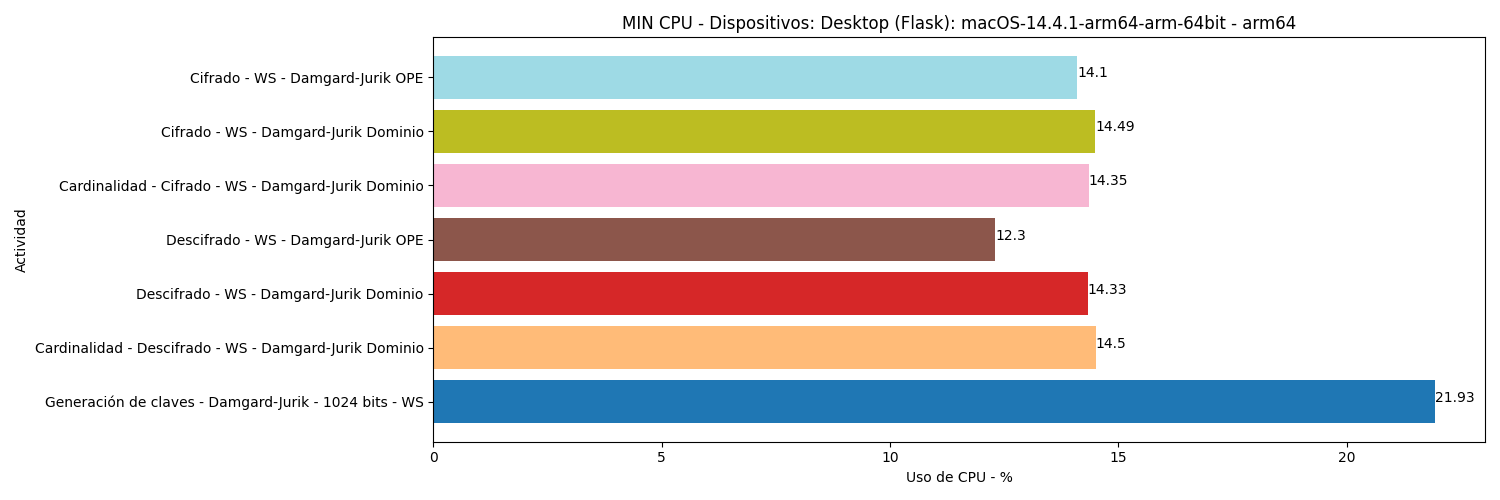 MIN CPU - Dispositivos: Desktop (Flask): macOS-14.4.1-arm64-arm-64bit - arm64
Actividad
Cifrado - WS - Damgard-Jurik OPE
14.1
Cifrado - WS - Damgard-Jurik Dominio
14.49
Cardinalidad - Cifrado - WS - Damgard-Jurik Dominio
14.35
Descifrado - WS - Damgard-Jurik OPE
12.3
Descifrado - WS - Damgard-Jurik Dominio
14.33
Cardinalidad - Descifrado - WS - Damgard-Jurik Dominio
14.5
Generación de claves - Damgard-Jurik - 1024 bits - WS
21.93
0 5 10 15 20
Uso de CPU - %